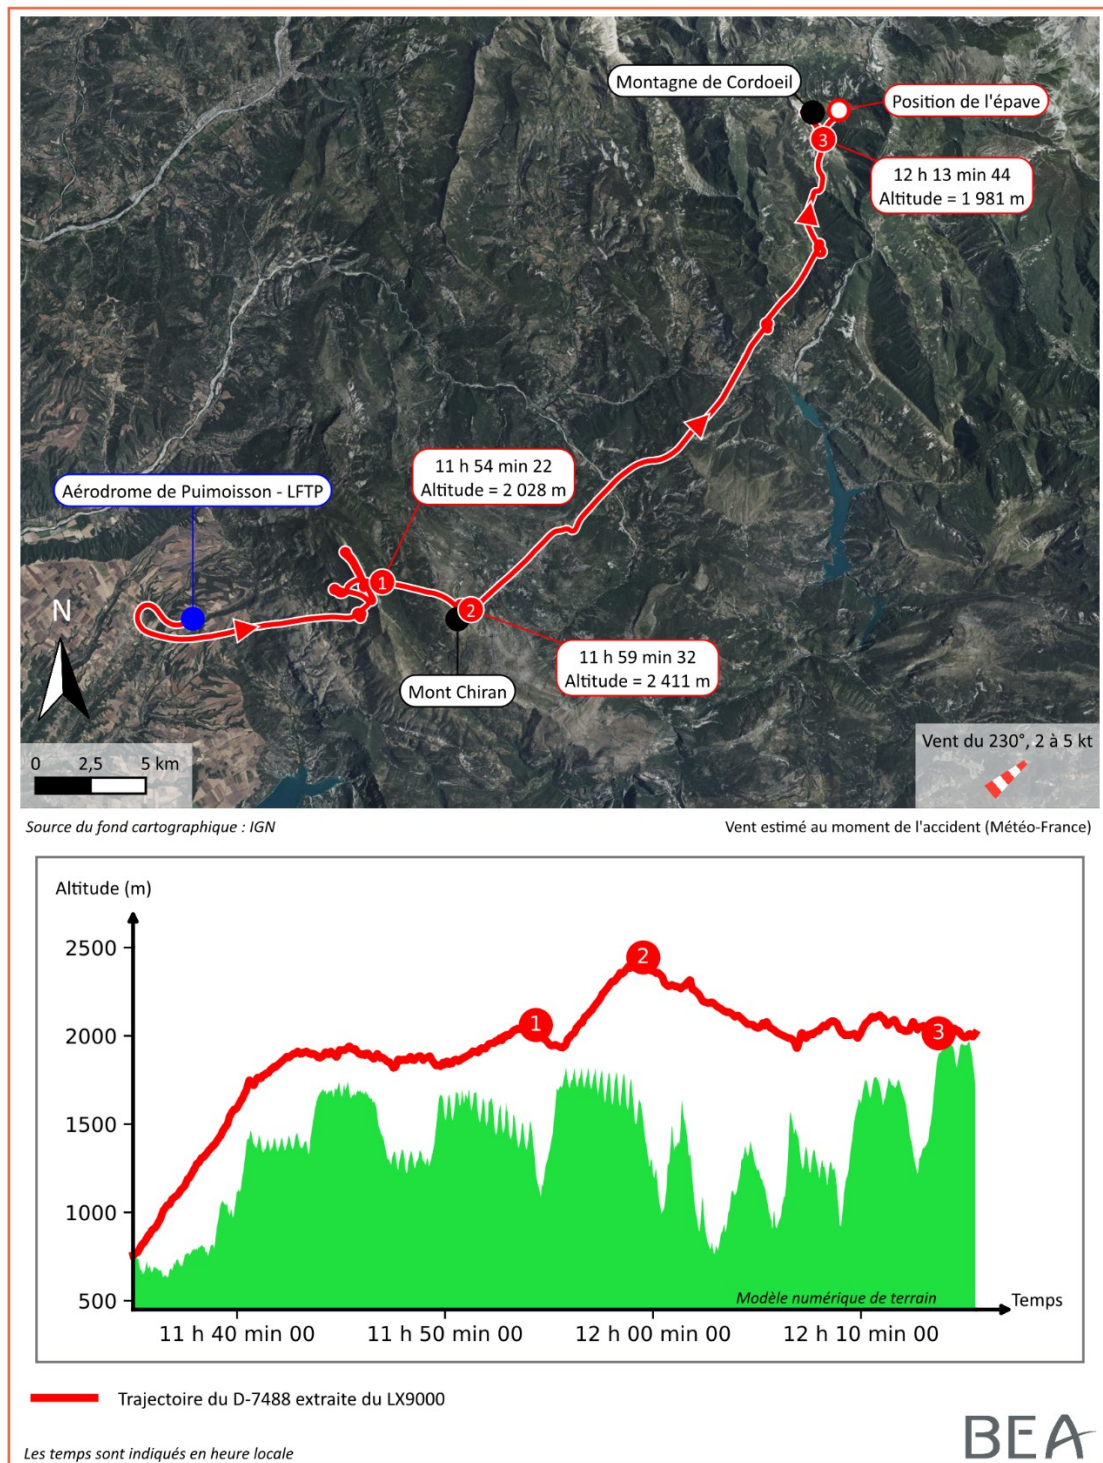 Montagne de Cordoeil
Position de l'épave
3
12 h 13 min 44
Altitude = 1 981 m
11 h 54 min 22
Altitude = 2 028 m
Aérodrome de Puimoisson - LFTP
1
2
N
11 h 59 min 32
Altitude = 2 411 m
Mont Chiran
0 2,5 5 km
Vent du 230°, 2 à 5 kt
Source du fond cartographique : IGN
Vent estimé au moment de l'accident (Météo-France)
Altitude (m)
2500
2000
1500
1000
500
1
2
3
Modèle numérique de terrain
Temps
11 h 40 min 00
11 h 50 min 00
12 h 00 min 00
12 h 10 min 00
Trajectoire du D-7488 extraite du LX9000
Les temps sont indiqués en heure locale
BEA